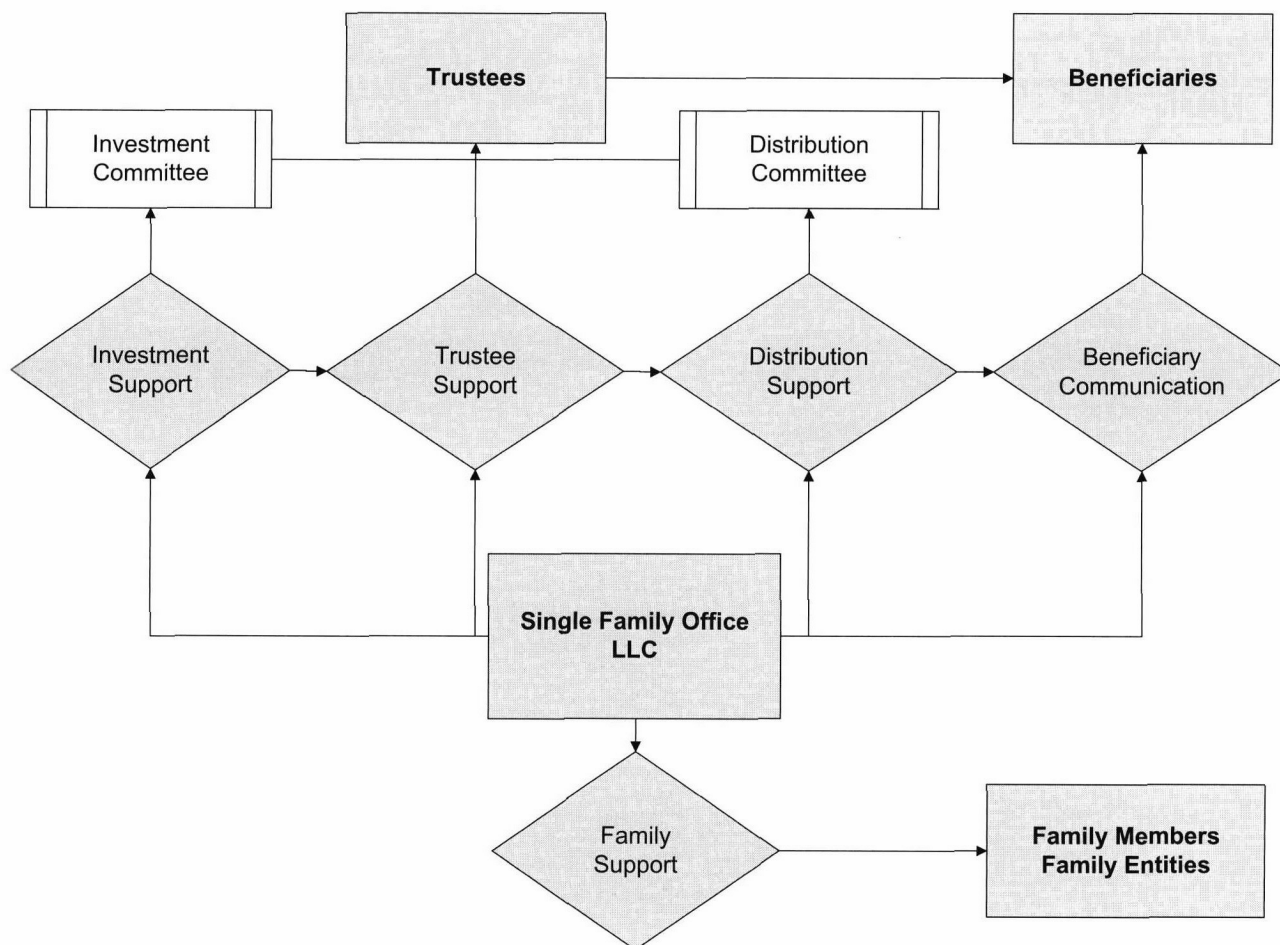 Trustees
Beneficiaries
Investment
Committee
Distribution
Committee
Investment
Support
Trustee
Support
Distribution
Support
Beneficiary
Communication
Single Family Office
LLC
Family
Support
Family Members
Family Entities